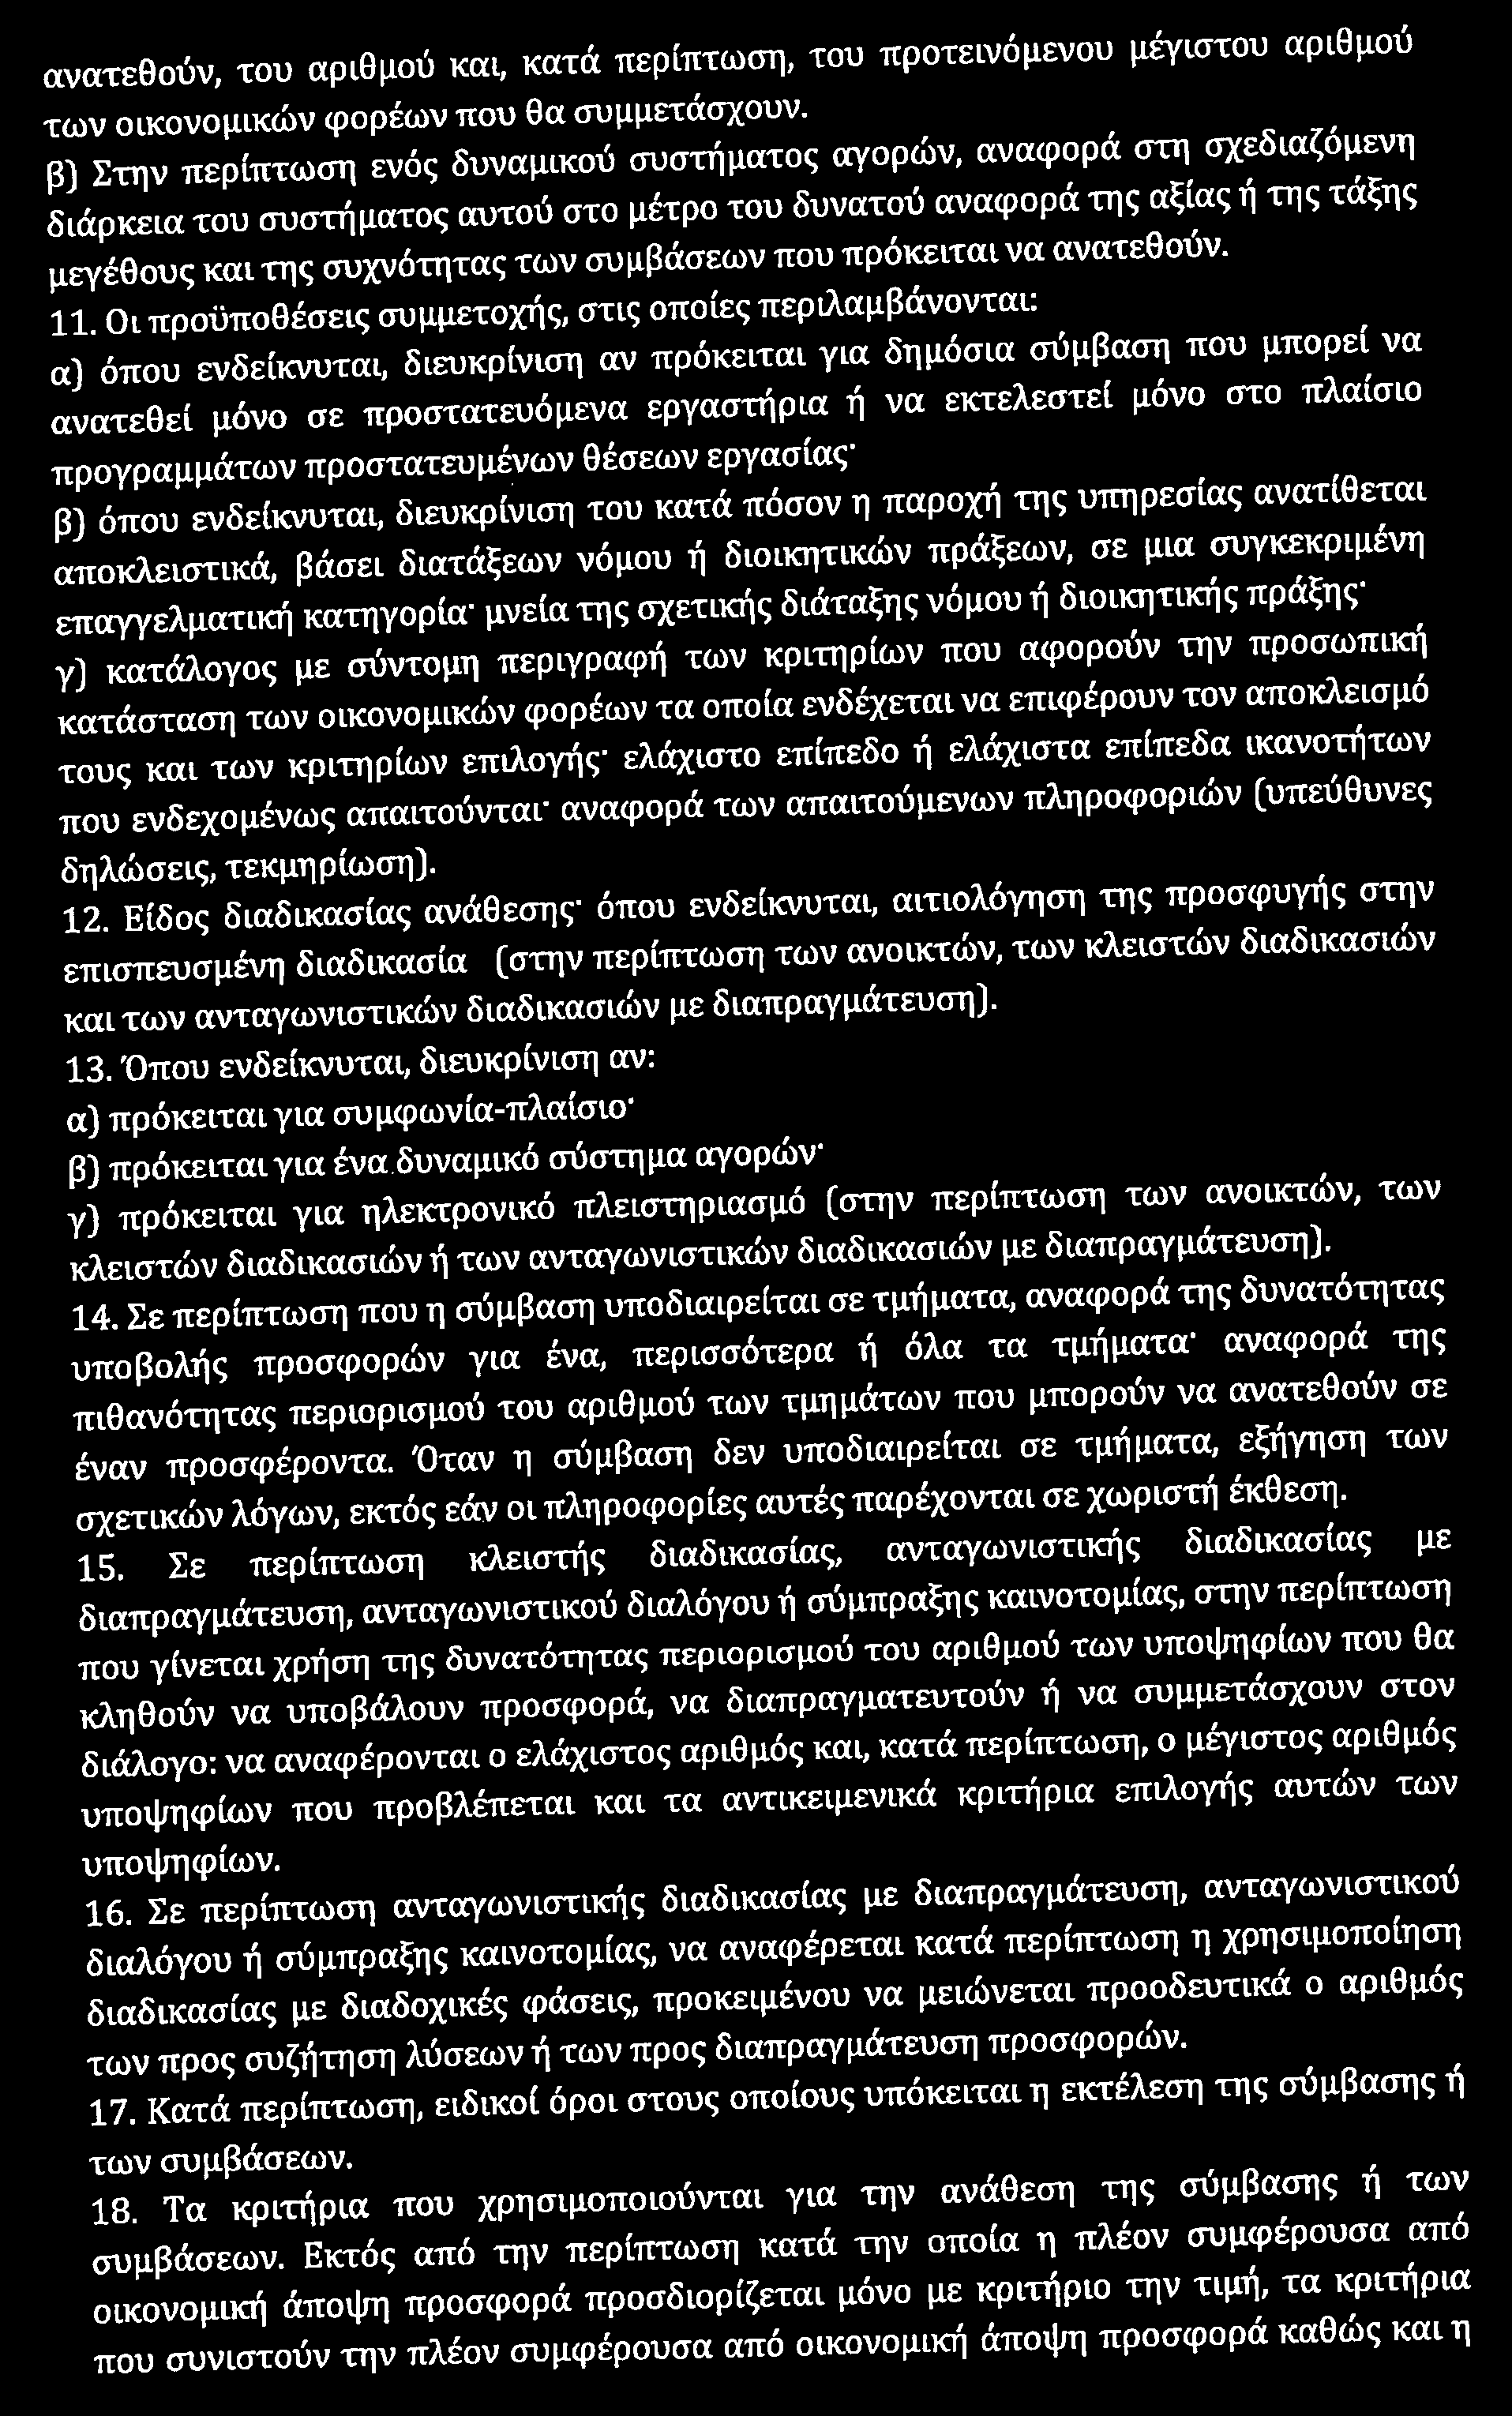 ανατεθούν, του αριθμού και, κατά περίπτωση, του προτεινόμενου μέγιστου αριθμού
των οικονομικών φορέων που θα συμμετάσχουν.
β) Στην περίπτωση ενός δυναμικού συστήματος αγορών, αναφορά στη σχεδιαζόμενη
διάρκεια του συστήματος αυτού στο μέτρο του δυνατού αναφορά της αξίας ή της τάξης
μεγέθους και της συχνότητας των συμβάσεων που πρόκειται να ανατεθούν.
11. Οι προϋποθέσεις συμμετοχής, στις οποίες περιλαμβάνονται:
α) όπου ενδείκνυται, διευκρίνιση αν πρόκειται για δημόσια σύμβαση που μπορεί να
ανατεθεί μόνο σε προστατευόμενα εργαστήρια ή να εκτελεστεί μόνο στο πλαίσιο
προγραμμάτων προστατευμένων θέσεων εργασίας·
β) όπου ενδείκνυται, διευκρίνιση του κατά πόσον η παροχή της υπηρεσίας ανατίθεται
αποκλειστικά, βάσει διατάξεων νόμου ή διοικητικών πράξεων, σε μια συγκεκριμένη
επαγγελματική κατηγορία· μνεία της σχετικής διάταξης νόμου ή διοικητικής πράξης·
γ) κατάλογος με σύντομη περιγραφή των κριτηρίων που αφορούν την προσωπική
κατάσταση των οικονομικών φορέων τα οποία ενδέχεται να επιφέρουν τον αποκλεισμό
τους και των κριτηρίων επιλογής· ελάχιστο επίπεδο ή ελάχιστα επίπεδα ικανοτήτων
που ενδεχομένως απαιτούνται· αναφορά των απαιτούμενων πληροφοριών (υπεύθυνες
δηλώσεις, τεκμηρίωση).
12. Είδος διαδικασίας ανάθεσης· όπου ενδείκνυται, αιτιολόγηση της προσφυγής στην
επισπευσμένη διαδικασία (στην περίπτωση των ανοικτών, των κλειστών διαδικασιών
και των ανταγωνιστικών διαδικασιών με διαπραγμάτευση).
13. Όπου ενδείκνυται, διευκρίνιση αν:
α) πρόκειται για συμφωνία-πλαίσιο·
β) πρόκειται για ένα δυναμικό σύστημα αγορών·
γ) πρόκειται για ηλεκτρονικό πλειστηριασμό (στην περίπτωση των ανοικτών, των
κλειστών διαδικασιών ή των ανταγωνιστικών διαδικασιών με διαπραγμάτευση).
14. Σε περίπτωση που η σύμβαση υποδιαιρείται σε τμήματα, αναφορά της δυνατότητας
υποβολής προσφορών για ένα, περισσότερα ή όλα τα τμήματα· αναφορά της
πιθανότητας περιορισμού του αριθμού των τμημάτων που μπορούν να ανατεθούν σε
έναν προσφέροντα. Όταν η σύμβαση δεν υποδιαιρείται σε τμήματα, εξήγηση των
σχετικών λόγων, εκτός εάν οι πληροφορίες αυτές παρέχονται σε χωριστή έκθεση.
15. Σε περίπτωση κλειστής διαδικασίας, ανταγωνιστικής διαδικασίας με
διαπραγμάτευση, ανταγωνιστικού διαλόγου ή σύμπραξης καινοτομίας, στην περίπτωση
που γίνεται χρήση της δυνατότητας περιορισμού του αριθμού των υποψηφίων που θα
κληθούν να υποβάλουν προσφορά, να διαπραγματευτούν ή να συμμετάσχουν στον
διάλογο: να αναφέρονται ο ελάχιστος αριθμός και, κατά περίπτωση, ο μέγιστος αριθμός
υποψηφίων που προβλέπεται και τα αντικειμενικά κριτήρια επιλογής αυτών των
υποψηφίων.
16. Σε περίπτωση ανταγωνιστικής διαδικασίας με διαπραγμάτευση, ανταγωνιστικού
διαλόγου ή σύμπραξης καινοτομίας, να αναφέρεται κατά περίπτωση η χρησιμοποίηση
διαδικασίας με διαδοχικές φάσεις, προκειμένου να μειώνεται προοδευτικά ο αριθμός
των προς συζήτηση λύσεων ή των προς διαπραγμάτευση προσφορών.
17. Κατά περίπτωση, ειδικοί όροι στους οποίους υπόκειται η εκτέλεση της σύμβασης ή
των συμβάσεων.
18. Τα κριτήρια που χρησιμοποιούνται για την ανάθεση της σύμβασης ή των
συμβάσεων. Εκτός από την περίπτωση κατά την οποία η πλέον συμφέρουσα από
οικονομική άποψη προσφορά προσδιορίζεται μόνο με κριτήριο την τιμή, τα κριτήρια
που συνιστούν την πλέον συμφέρουσα από οικονομική άποψη προσφορά καθώς και η